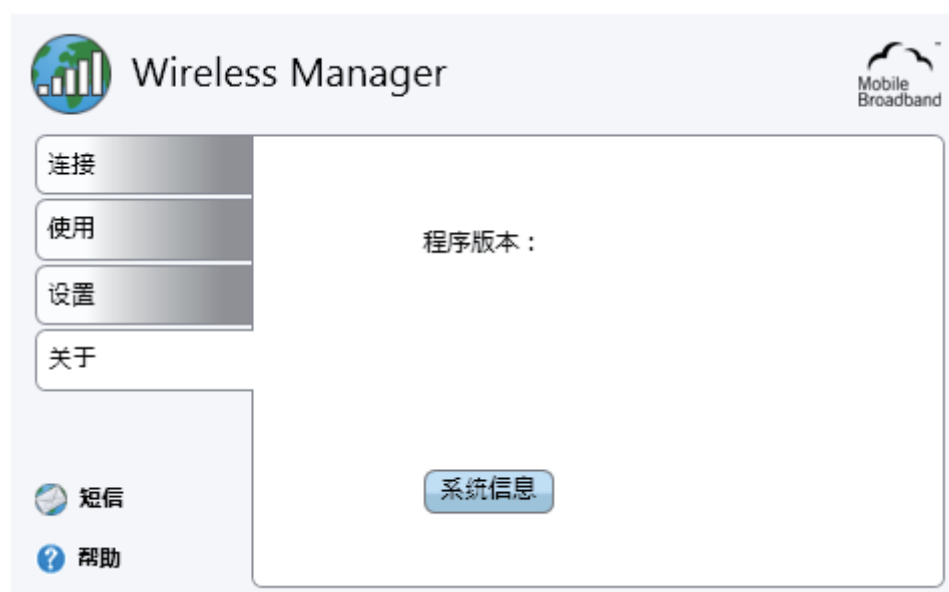 Wireless Manager
Mobile
Broadband
连接
使用
设置
关于
程序版本：
系统信息
短信
帮助